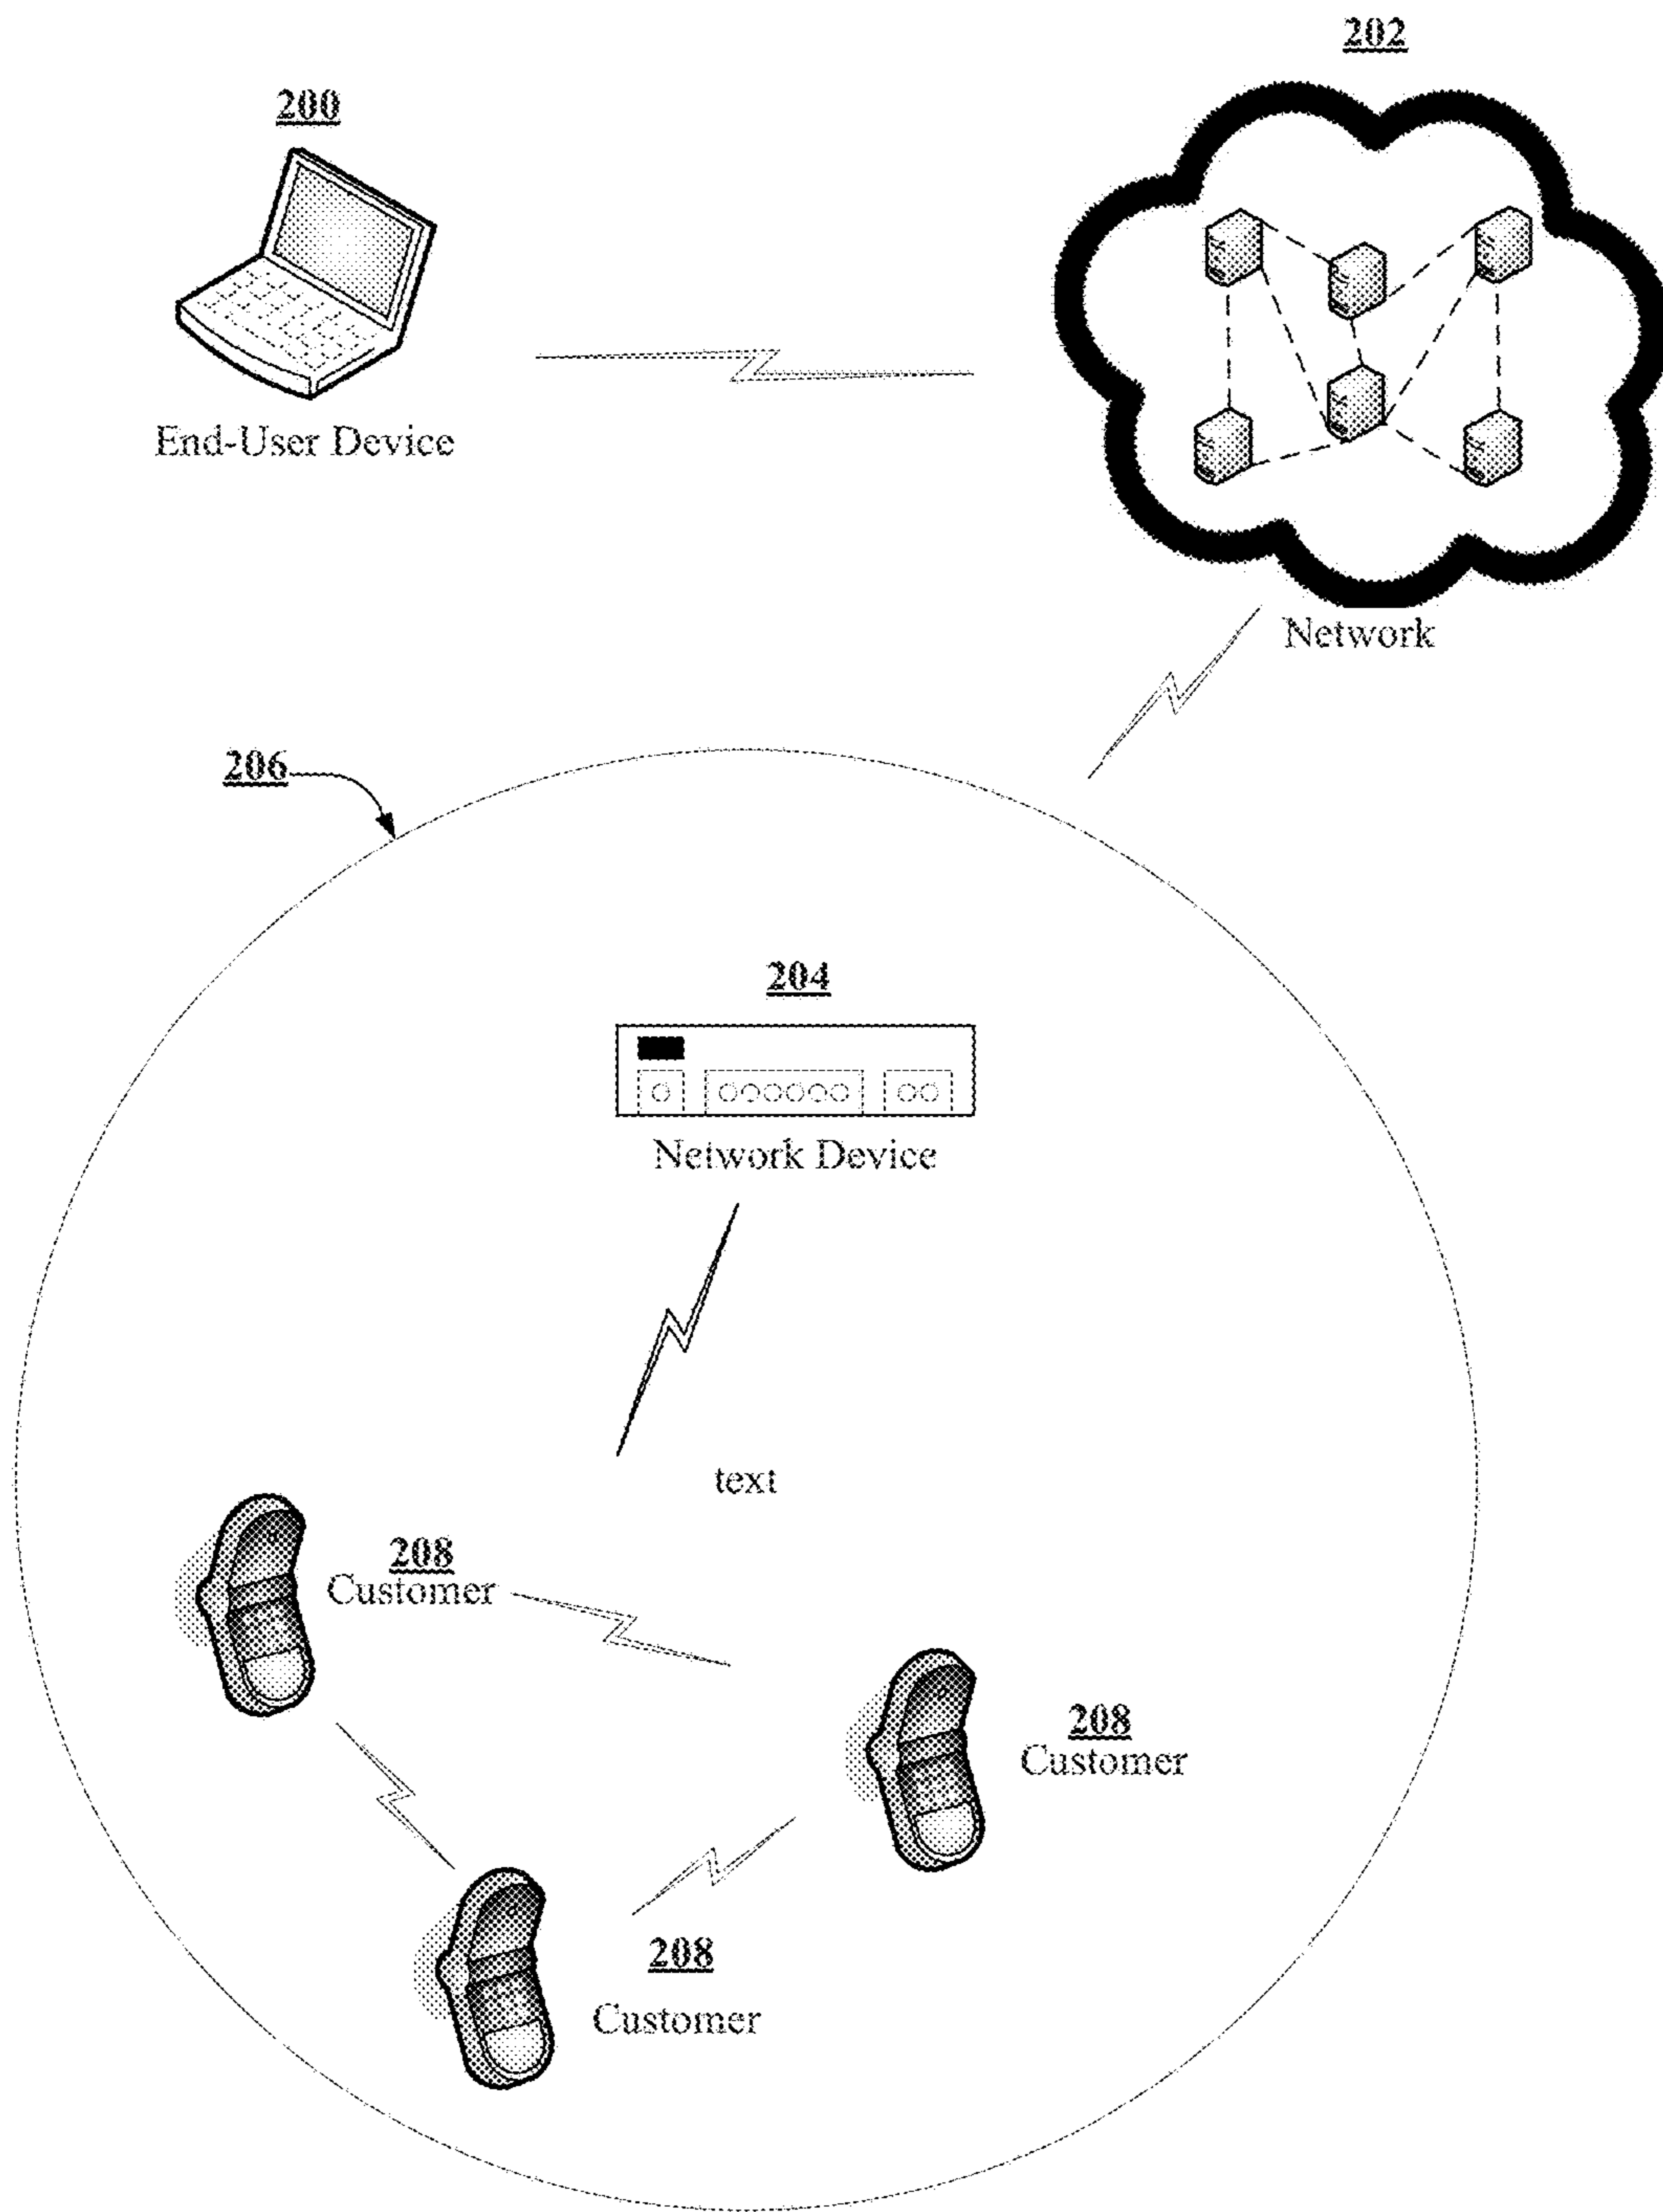 202
200
End-User Device
Network
206
204
Network Device
text
208
Customer
208
Customer
208
Customer